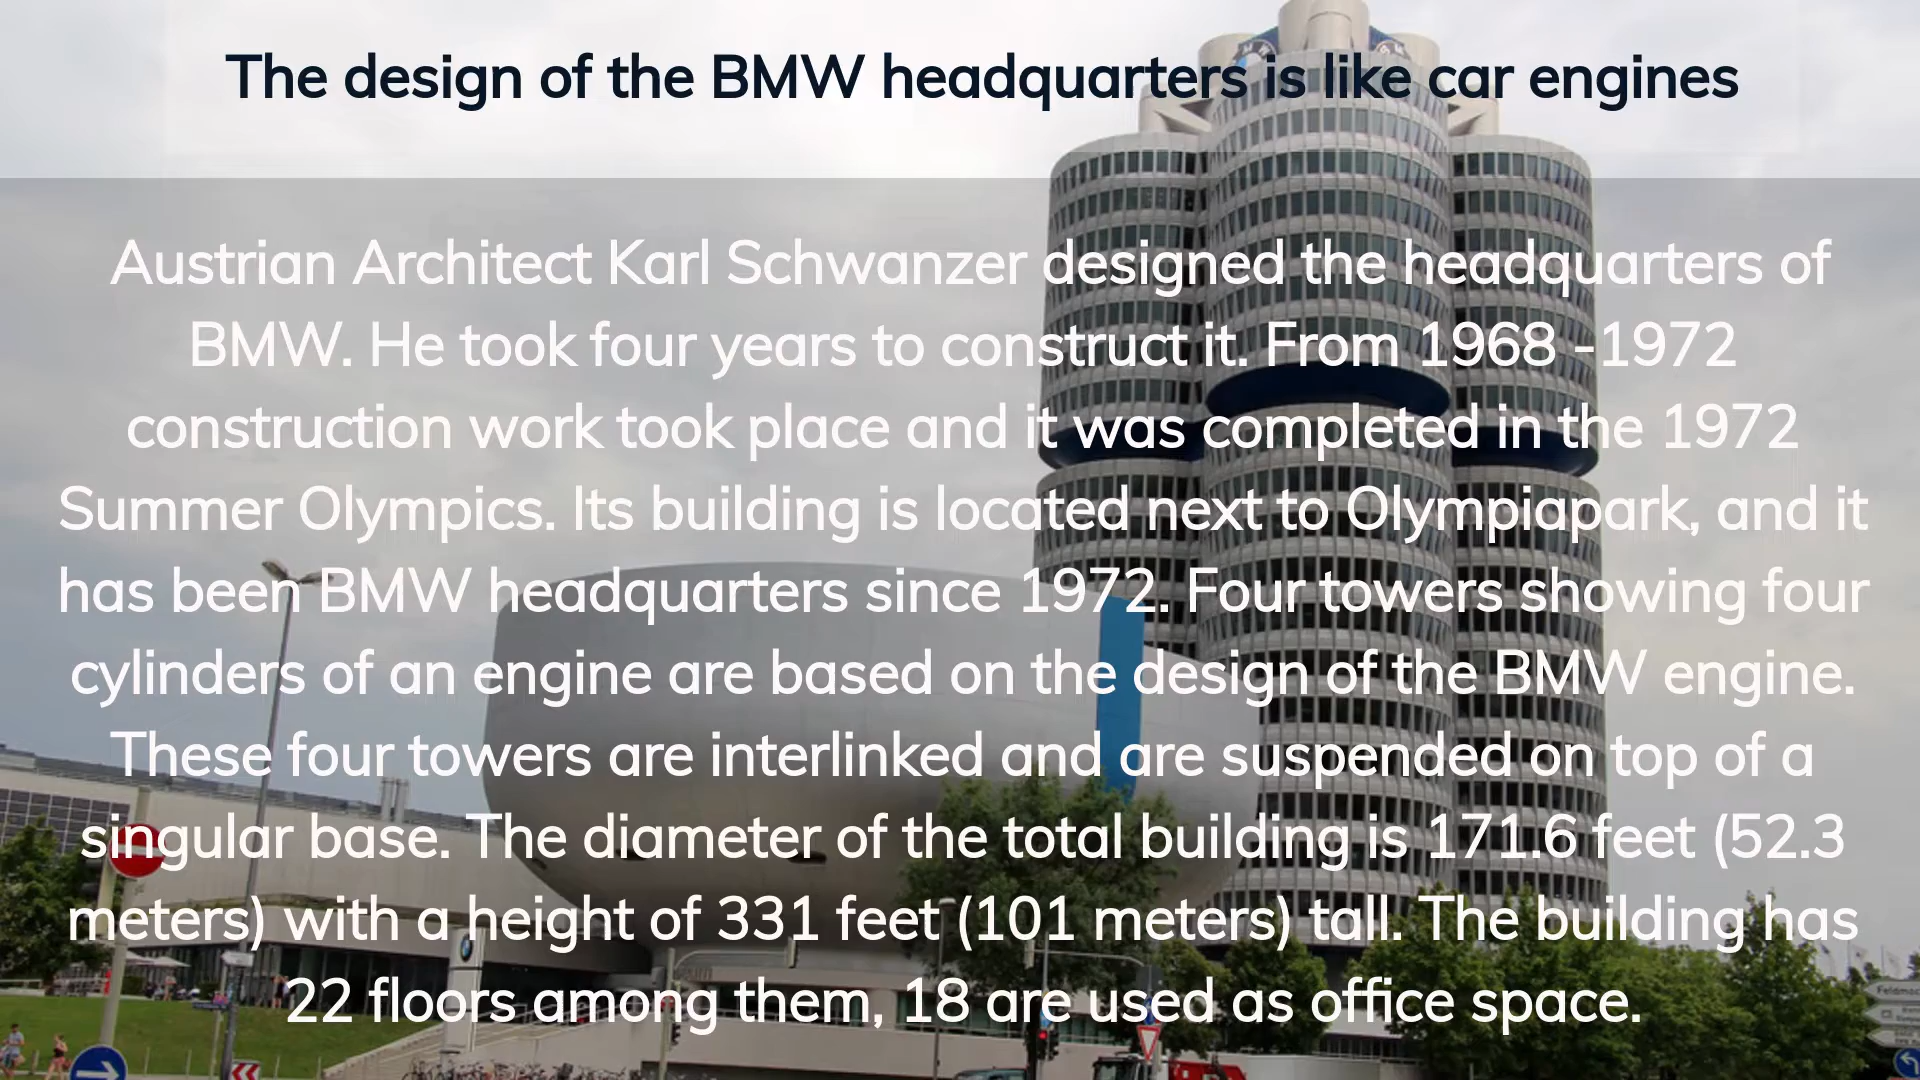 The design of the BMW headquarters is like car engines
Austrian Architect Karl Schwanzer designed the headquarters of
BMW. He took four years to construct it. From 1968 -1972
construction work took place and it was completed in the 1972
Summer Olympics. Its building is located next to Olympiapark, and it
has been BMW headquarters since 1972. Four towers showing four
cylinders of an engine are based on the design of the BMW engine.
These four towers are interlinked and are suspended on top of a
singular base. The diameter of the total building is 171.6 feet (52.3
meters) with a height of 331 feet (101 meters) tall. The building has
22 floors among them, 18 are used as office space.